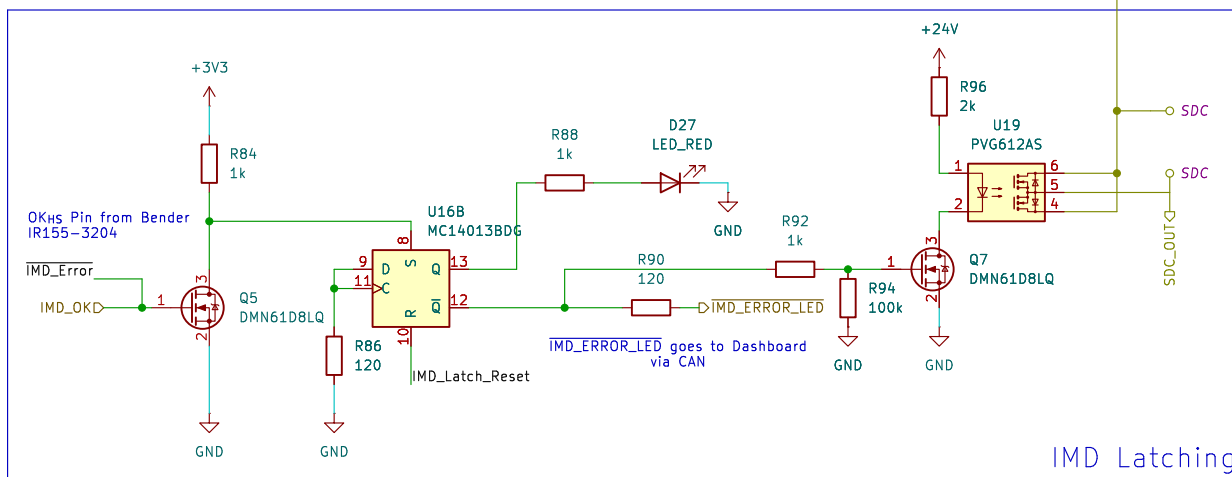 +24V
+3V3
R96
2k
SDC
U19
PVG612AS
D27
LED_RED
R88
1k
R84
1k
1
6
5
2
4
SDC
OKHS Pin from Bender
IR155-3204
U16B
MC14013BDG
GND
R92
1k
SDC_OUT
8
S
IMD_Error
9
D
Q
13
11
C
3
Q5
DMN61D8LQ
R90
120
1
3
Q7
DMN61D8LQ
2
IMD_OK
1
2
Q
12
R
10
IMD_ERROR_LED
R94
100k
R86
120
IMD_ERROR_LED goes to Dashboard
via CAN
GND
GND
IMD_Latch_Reset
GND
GND
IMD Latching